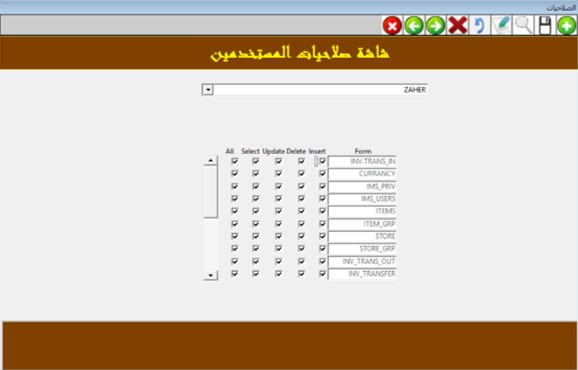 الصلاحيات
شاشة صلاحيات المستخدمين
ZAHER
All Select Update Delete Insert Form
INV.TRANS_IN
CURRANCY
IMS_PRIV
IMS_USERS
ITEMS
ITEM_GRP
STORE
STORE_GRP
INV_TRANS_OUT
INV_TRANSFER